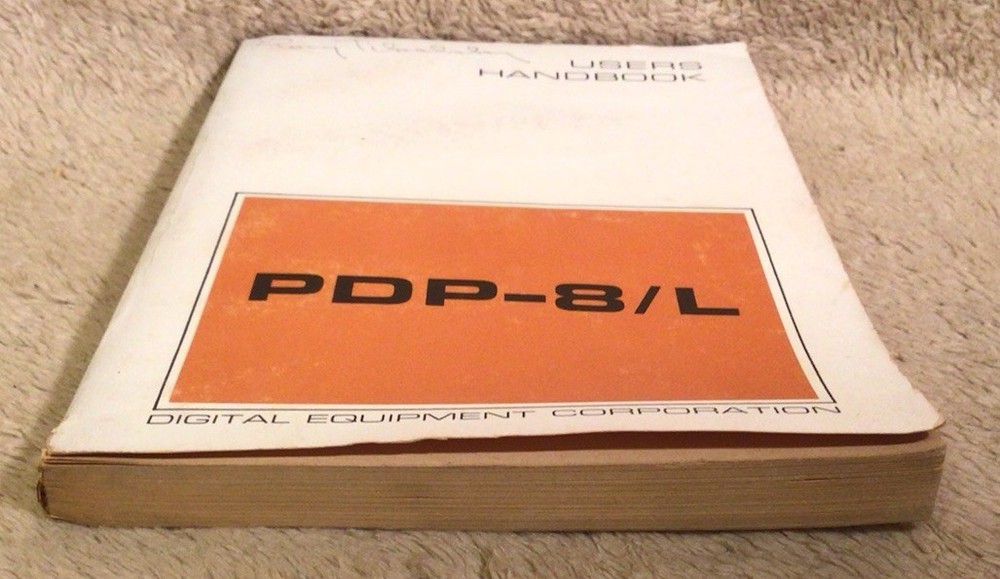 USERS
HANDBOOK
PDP-8/L
DIGITAL EQUIPMENT CORPORATION